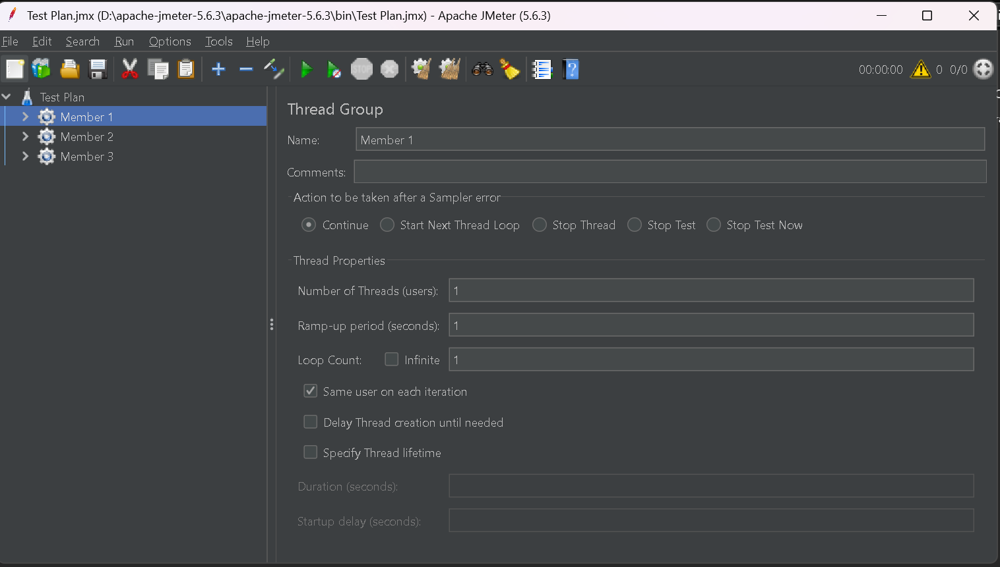 Test Plan.jmx (D:\apache-jmeter-5.6.3\apache-jmeter-5.6.3\bin\Test Plan.jmx) - Apache JMeter (5.6.3)
File Edit Search Run Options Tools Help
STOP
?
00:00:00 0 0/0
Test Plan
Member 1
Member 2
Member 3
Thread Group
Name: Member 1
Comments:
Action to be taken after a Sampler error
Continue Start Next Thread Loop Stop Thread Stop Test Stop Test Now
Thread Properties
Number of Threads (users): 1
Ramp-up period (seconds): 1
Loop Count: Infinite 1
Same user on each iteration
Delay Thread creation until needed
Specify Thread lifetime
Duration (seconds):
Startup delay (seconds):